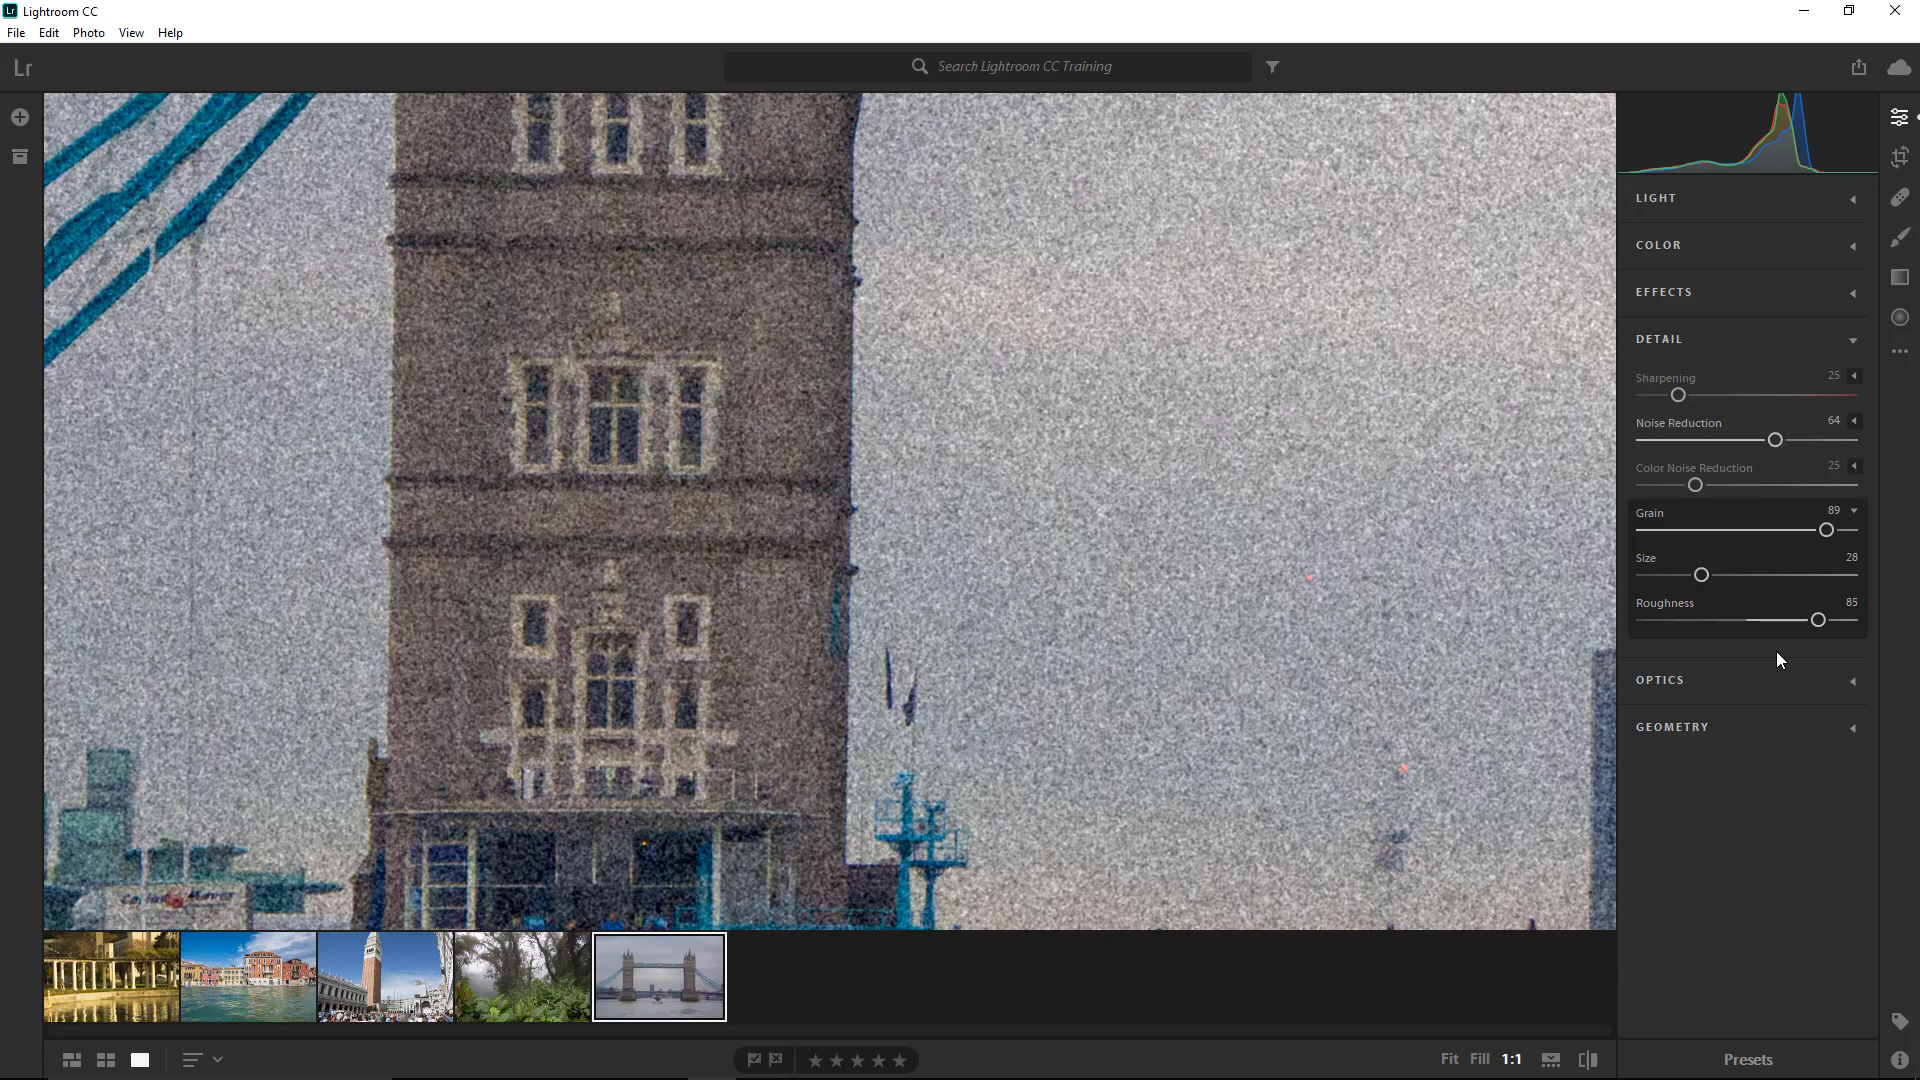 Lr Lightroom CC
File Edit Photo View Help
Lr
Search Lightroom CC Training
LIGHT
COLOR
EFFECTS
DETAIL
Sharpening 25
Noise Reduction 64
Color Noise Reduction 25
Grain 89
Size 28
Roughness 85
OPTICS
GEOMETRY
Fit Fill 1:1
Presets